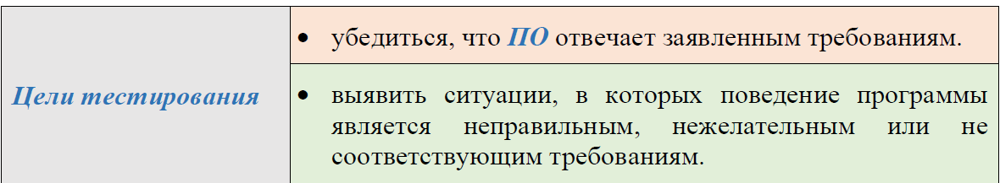 Цели тестирования
• убедиться, что ПО отвечает заявленным требованиям.
• выявить ситуации, в которых поведение программы
является неправильным, нежелательным или не
соответствующим требованиям.